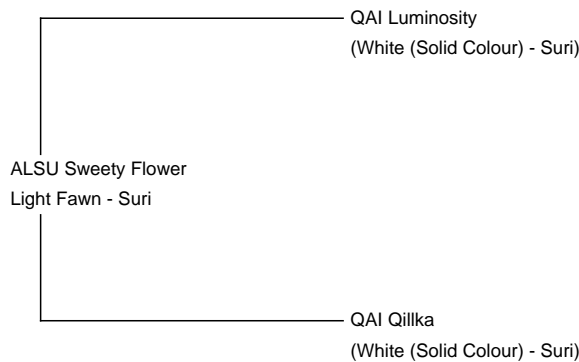 QAI Luminosity
(White (Solid Colour) - Suri)
ALSU Sweety Flower
Light Fawn - Suri
QAI Qillka
(White (Solid Colour) - Suri)